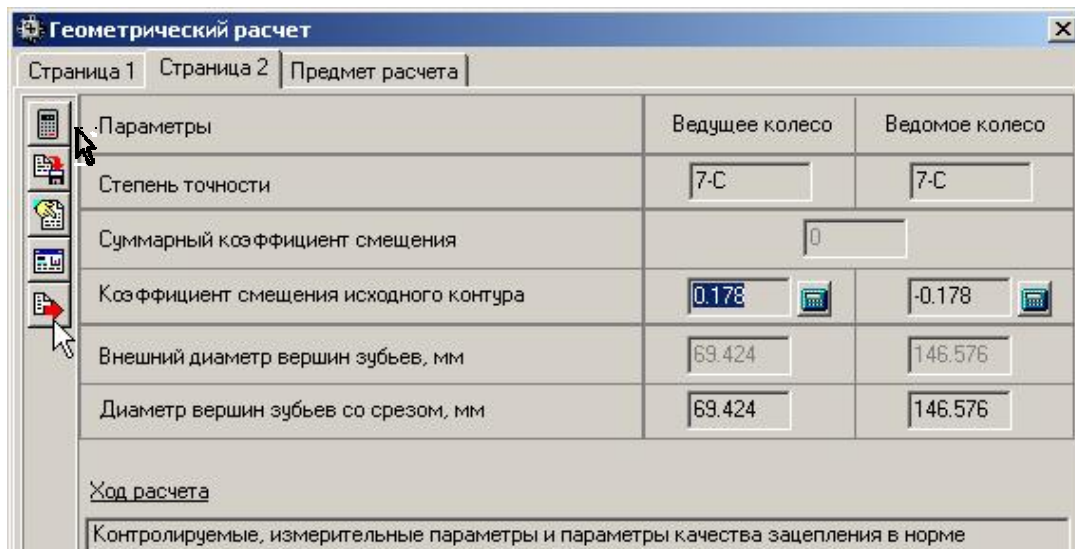 Геометрический расчет
Страница 1 Страница 2 Предмет расчета
Параметры Ведущее колесо Ведомое колесо
Степень точности 7-C 7-C
Суммарный коэффициент смещения 0
Коэффициент смещения исходного контура 0.178 -0.178
Внешний диаметр вершин зубьев, мм 69.424 146.576
Диаметр вершин зубьев со срезом, мм 69.424 146.576
Ход расчета
Контролируемые, измерительные параметры и параметры качества зацепления в норме